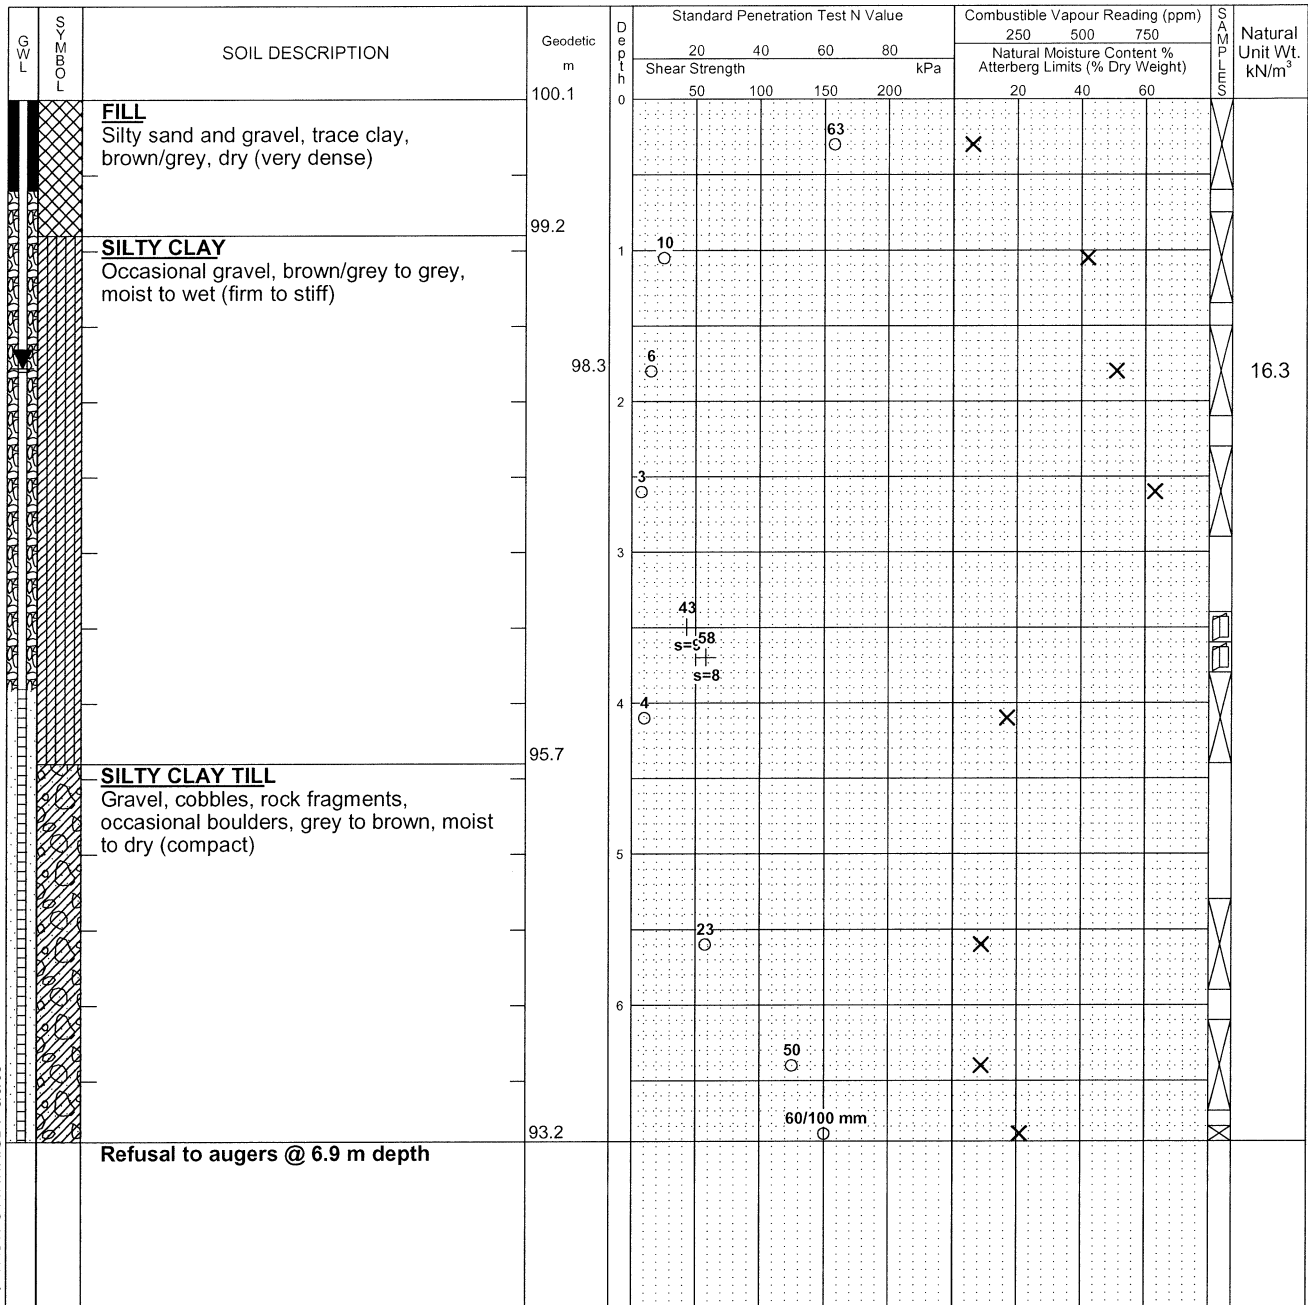 GWL
SYMBOL
SOIL DESCRIPTION
Geodetic
m
Depth
Standard Penetration Test N Value
20 40 60 80
Shear Strength kPa
50 100 150 200
Combustible Vapour Reading (ppm)
250 500 750
Natural Moisture Content %
Atterberg Limits (% Dry Weight)
20 40 60
SAMPLES
Natural
Unit Wt.
kN/m³
100.1
0
FILL
Silty sand and gravel, trace clay,
brown/grey, dry (very dense)
63
99.2
SILTY CLAY
Occasional gravel, brown/grey to grey,
moist to wet (firm to stiff)
10
1
6
98.3
16.3
2
3
3
43
s=9
58
s=8
4
4
95.7
SILTY CLAY TILL
Gravel, cobbles, rock fragments,
occasional boulders, grey to brown, moist
to dry (compact)
5
23
6
50
60/100 mm
93.2
Refusal to augers @ 6.9 m depth